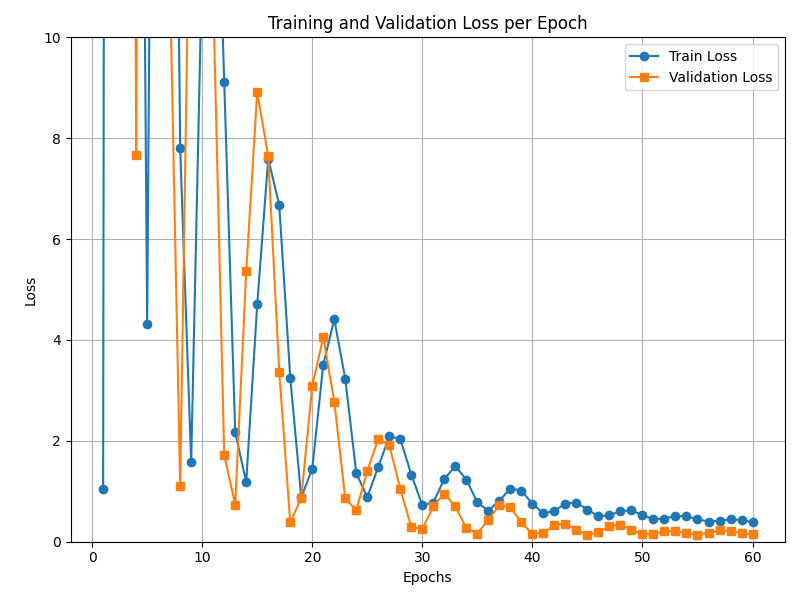 Training and Validation Loss per Epoch
Train Loss
Validation Loss
Loss
10
8
6
4
2
0
0 10 20 30 40 50 60
Epochs